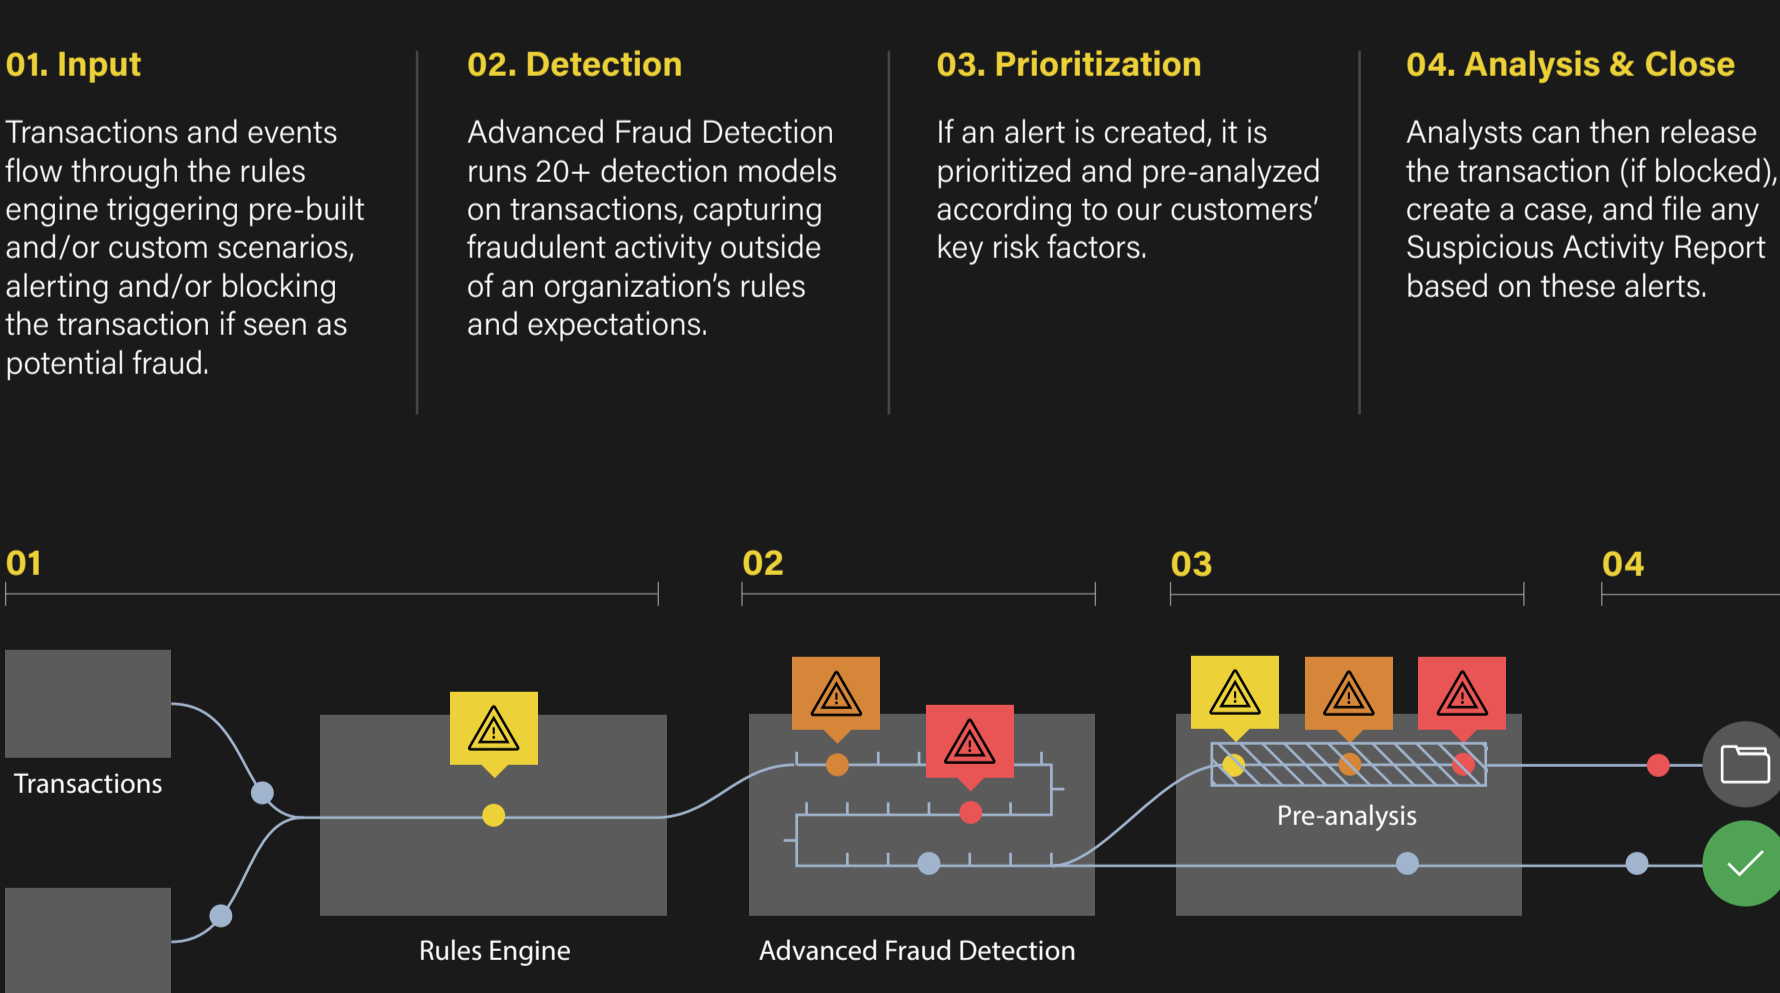 01. Input
Transactions and events
flow through the rules
engine triggering pre-built
and/or custom scenarios,
alerting and/or blocking
the transaction if seen as
potential fraud.
02. Detection
Advanced Fraud Detection
runs 20+ detection models
on transactions, capturing
fraudulent activity outside
of an organization's rules
and expectations.
03. Prioritization
If an alert is created, it is
prioritized and pre-analyzed
according to our customers'
key risk factors.
04. Analysis & Close
Analysts can then release
the transaction (if blocked),
create a case, and file any
Suspicious Activity Report
based on these alerts.
01
02
03
04
Transactions
Rules Engine
Advanced Fraud Detection
Pre-analysis